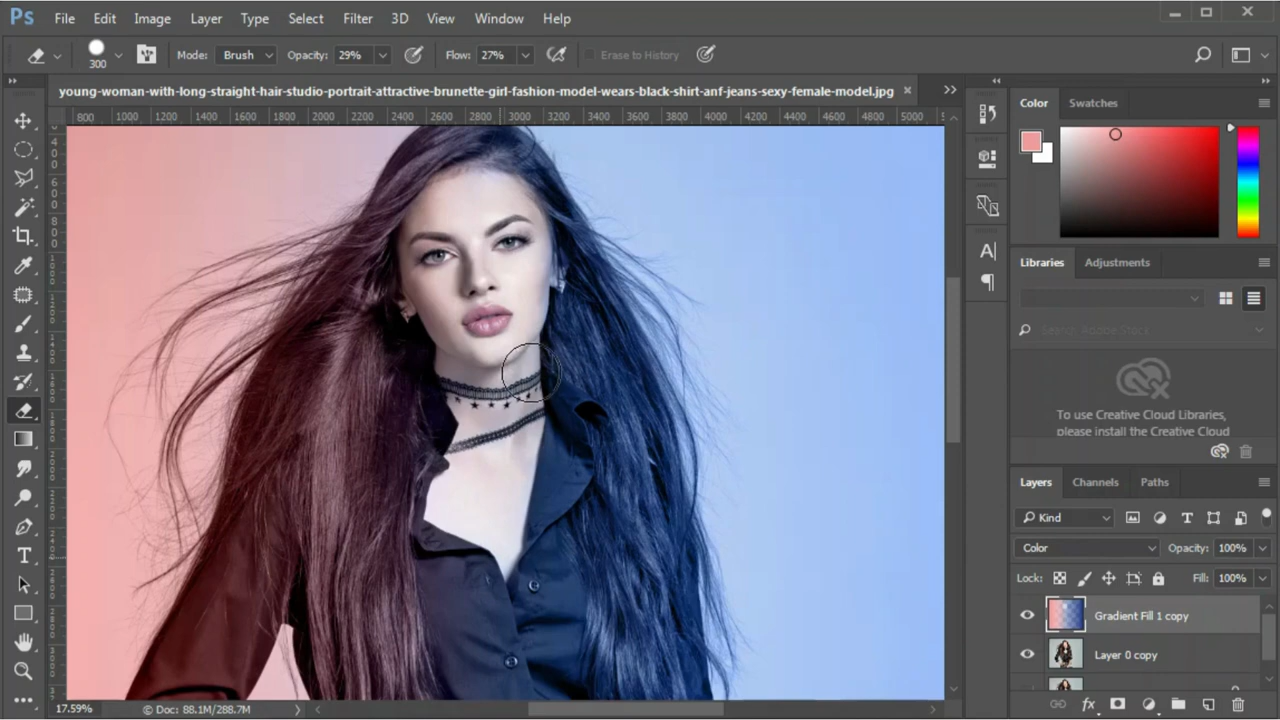 Ps File Edit Image Layer Type Select Filter 3D View Window Help
300 Mode: Brush Opacity: 29% Flow: 27% Erase to History
young-woman-with-long-straight-hair-studio-portrait-attractive-brunette-girl-fashion-model-wears-black-shirt-anf-jeans-sexy-female-model.jpg
800 1000 1200 1400 1600 1800 2000 2200 2400 2600 2800 3000 3200 3400 3600 3800 4000 4200 4400 4600 4800 5000
Color Swatches
Libraries Adjustments
Search Adobe Stock
To use Creative Cloud Libraries,
please install the Creative Cloud
Layers Channels Paths
Kind
Color Opacity: 100%
Lock: Fill: 100%
Gradient Fill 1 copy
Layer 0 copy
17.59% © Doc: 88.1M/288.7M